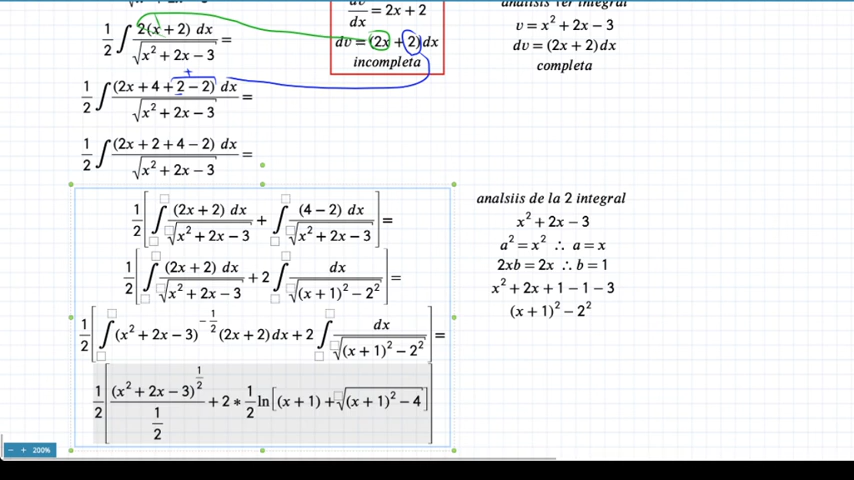 dv/dx = 2x + 2
analisis 1er integral
1/2 ∫ 2(x + 2) dx / √(x² + 2x − 3) =
dv = (2x + 2)dx
incompleta
v = x² + 2x − 3
dv = (2x + 2)dx
completa
+
1/2 ∫ (2x + 4 + 2 − 2) dx / √(x² + 2x − 3) =
1/2 ∫ (2x + 2 + 4 − 2) dx / √(x² + 2x − 3) =
1/2 [ ∫ (2x + 2) dx / √(x² + 2x − 3) + ∫ (4 − 2) dx / √(x² + 2x − 3) ] =
1/2 [ ∫ (2x + 2) dx / √(x² + 2x − 3) + 2 ∫ dx / √((x + 1)² − 2²) ] =
1/2 [ ∫ (x² + 2x − 3)^(−1/2) (2x + 2) dx + 2 ∫ dx / √((x + 1)² − 2²) ] =
1/2 [ (x² + 2x − 3)^(1/2) / (1/2) + 2 * 1/2 ln[(x + 1) + √((x + 1)² − 4)] ]
analsiis de la 2 integral
x² + 2x − 3
a² = x² ∴ a = x
2xb = 2x ∴ b = 1
x² + 2x + 1 − 1 − 3
(x + 1)² − 2²
− + 200%